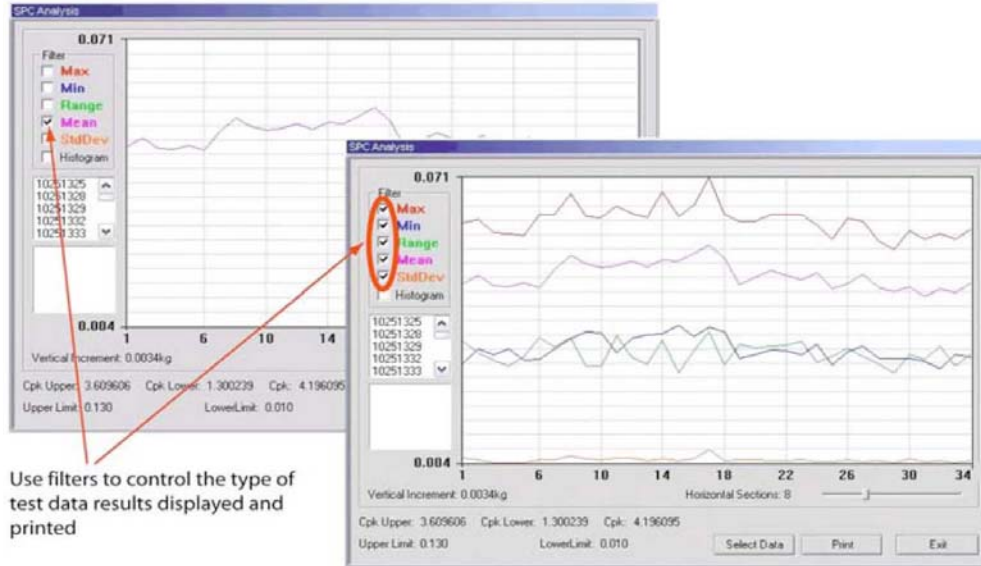 SPC Analysis
0.071
Filter
Max
Min
Range
Mean
StdDev
Histogram
10251325
10251328
10251329
10251332
10251333
0.004
1 6 10 14
Vertical Increment: 0.0034kg
Cpk Upper: 3.609606 Cpk Lower: 1.300239 Cpk: 4.196095
Upper Limit: 0.130 LowerLimit: 0.010
SPC Analysis
0.071
Filter
Max
Min
Range
Mean
StdDev
Histogram
10251325
10251328
10251329
10251332
10251333
0.004
1 6 10 14 18 22 26 30 34
Vertical Increment: 0.0034kg Horizontal Sections: 8
Cpk Upper: 3.609606 Cpk Lower: 1.300239 Cpk: 4.196095
Upper Limit: 0.130 LowerLimit: 0.010 Select Data Print Exit
Use filters to control the type of
test data results displayed and
printed